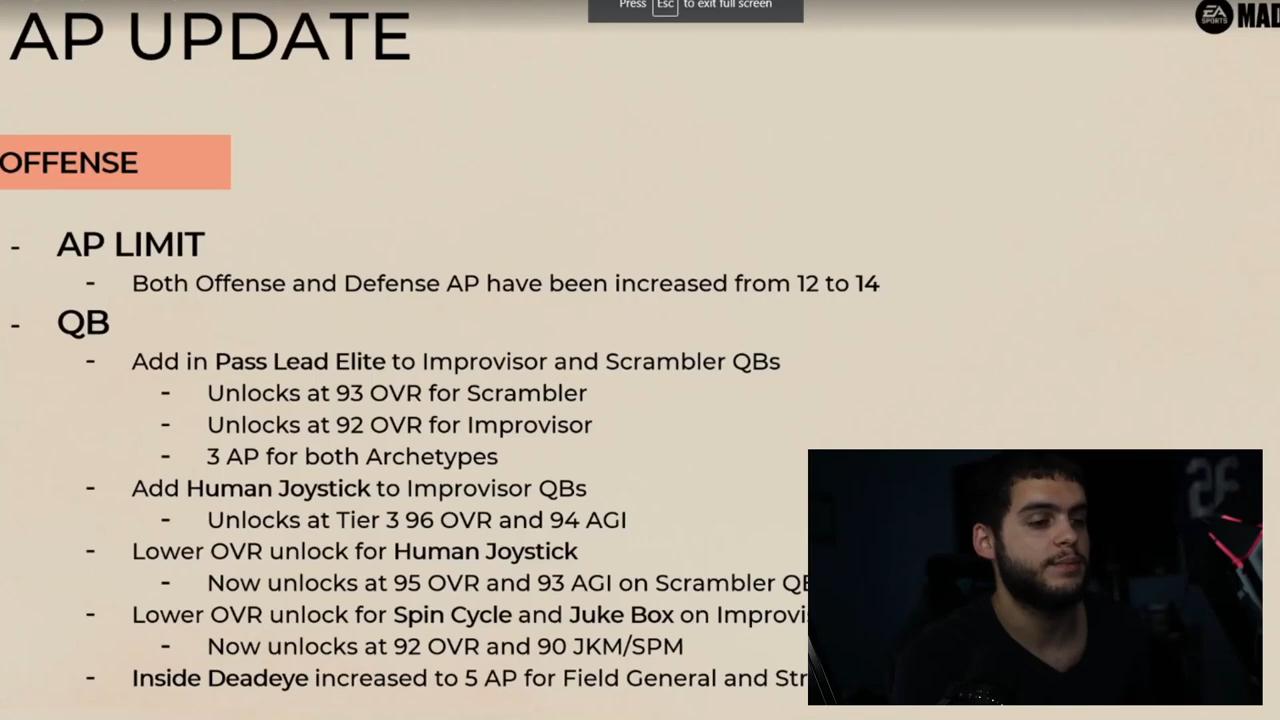 Press Esc to exit full screen
EA SPORTS
AP UPDATE
OFFENSE
- AP LIMIT
- Both Offense and Defense AP have been increased from 12 to 14
- QB
- Add in Pass Lead Elite to Improvisor and Scrambler QBs
- Unlocks at 93 OVR for Scrambler
- Unlocks at 92 OVR for Improvisor
- 3 AP for both Archetypes
- Add Human Joystick to Improvisor QBs
- Unlocks at Tier 3 96 OVR and 94 AGI
- Lower OVR unlock for Human Joystick
- Now unlocks at 95 OVR and 93 AGI on Scrambler
- Lower OVR unlock for Spin Cycle and Juke Box on
- Now unlocks at 92 OVR and 90 JKM/SPM
- Inside Deadeye increased to 5 AP for Field General and